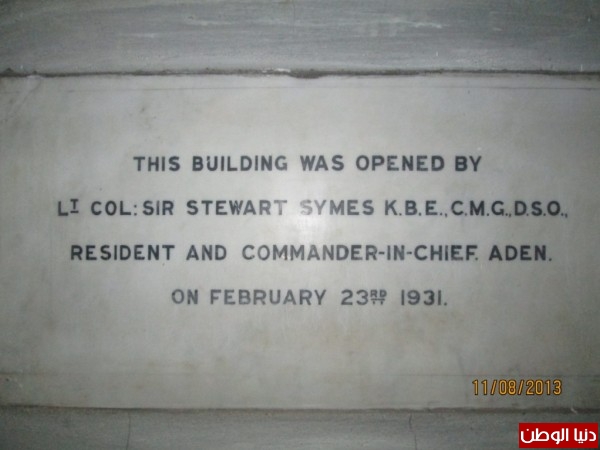 THIS BUILDING WAS OPENED BY
LT COL: SIR STEWART SYMES K.B.E., C.M.G., D.S.O.,
RESIDENT AND COMMANDER-IN-CHIEF. ADEN.
ON FEBRUARY 23RD 1931.
11/08/2013
دنيا الوطن